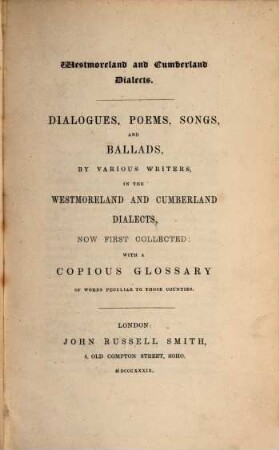 Westmoreland and Cumberland
Dialects.
DIALOGUES, POEMS, SONGS,
AND
BALLADS,
BY VARIOUS WRITERS,
IN THE
WESTMORELAND AND CUMBERLAND
DIALECTS,
NOW FIRST COLLECTED:
WITH A
COPIOUS GLOSSARY
OF WORDS PECULIAR TO THOSE COUNTIES.
LONDON:
JOHN RUSSELL SMITH,
4, OLD COMPTON STREET, SOHO.
MDCCCXXXIX.